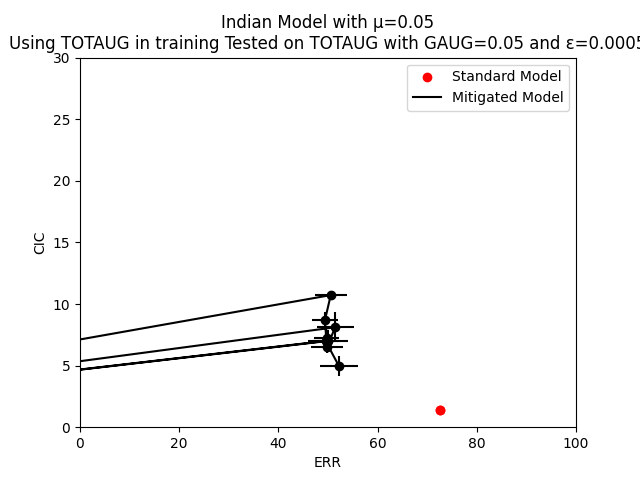 Indian Model with μ=0.05
Using TOTAUG in training Tested on TOTAUG with GAUG=0.05 and ε=0.0005
30
25
20
15
10
5
0
CIC
Standard Model
Mitigated Model
0 20 40 60 80 100
ERR